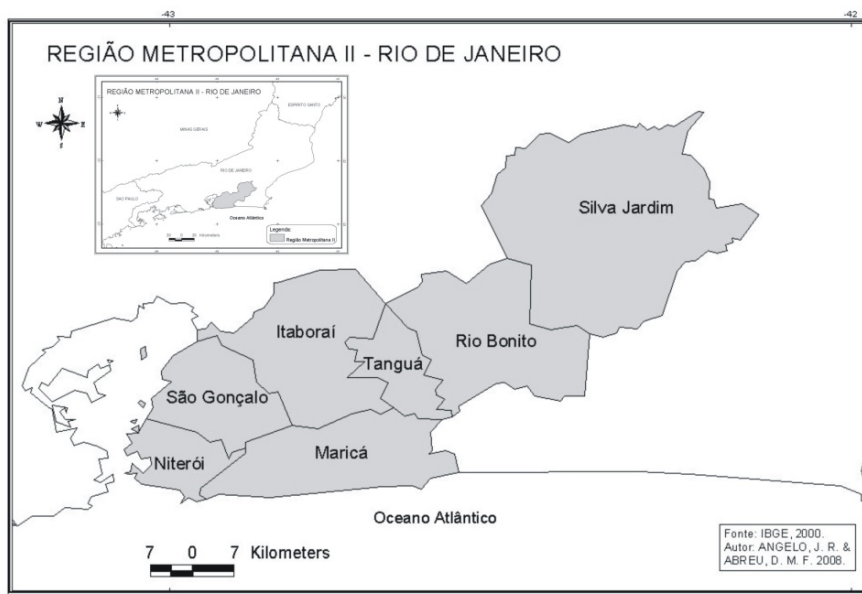 -43
-42
REGIÃO METROPOLITANA II - RIO DE JANEIRO
N
W
E
S
REGIÃO METROPOLITANA II - RIO DE JANEIRO
ESPIRITO SANTO
MINAS GERAIS
RIO DE JANEIRO
SAO PAULO
Oceano Atlântico
Legenda:
Região Metropolitana II
Kilometers
Silva Jardim
Itaboraí
Rio Bonito
Tanguá
São Gonçalo
Maricá
Niterói
Oceano Atlântico
7 0 7 Kilometers
Fonte: IBGE, 2000.
Autor: ANGELO, J. R. &
ABREU, D. M. F. 2008.